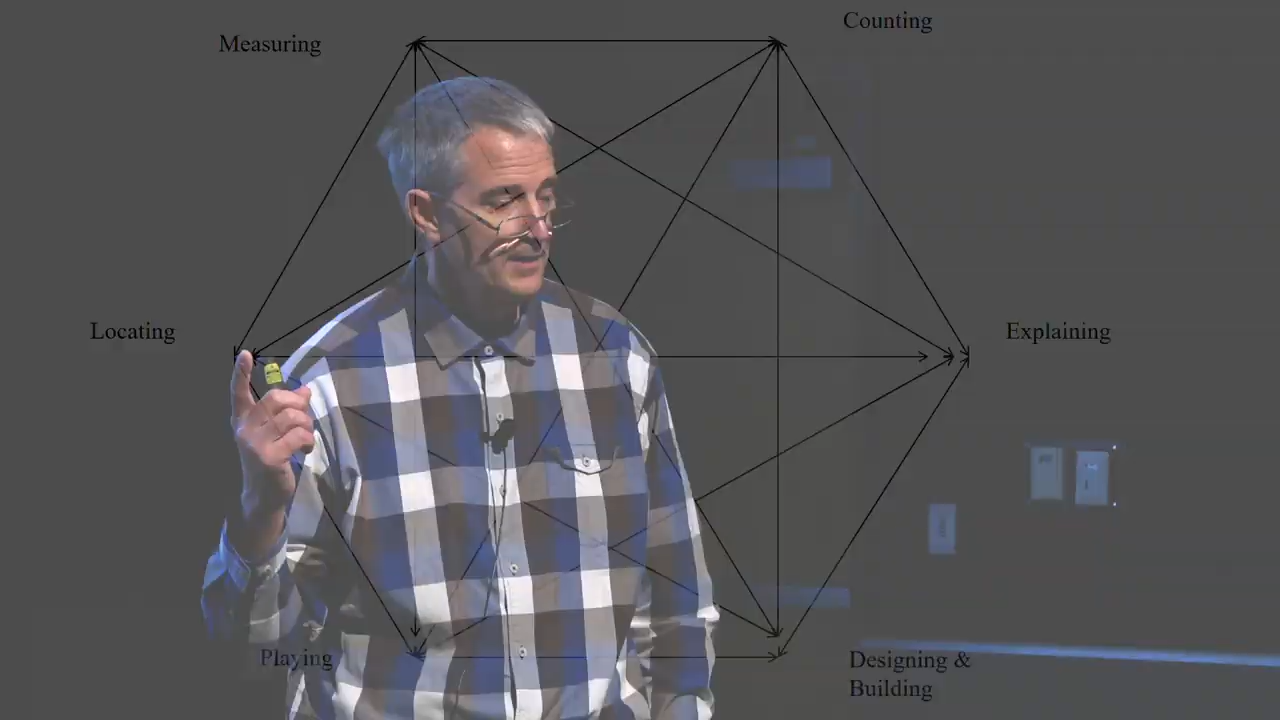 Counting
Measuring
Locating
Explaining
Playing
Designing &
Building